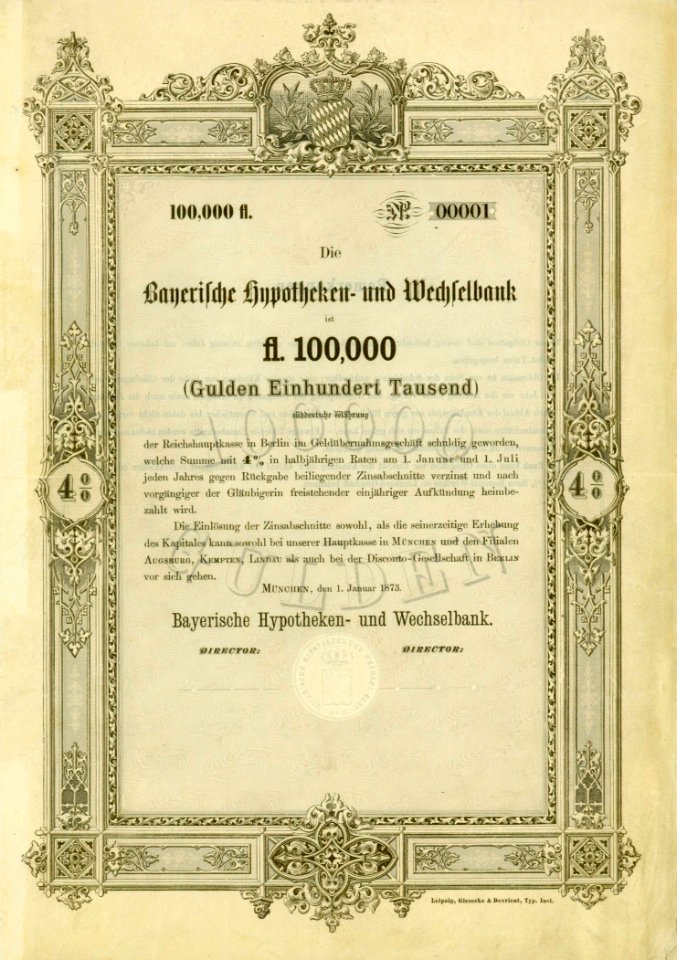 100,000 fl.
№ 00001
Die
Bayerische Hypotheken- und Wechselbank
ist
fl. 100,000
(Gulden Einhundert Tausend)
süddeutsche Währung
100,000
der Reichshauptkasse in Berlin im Geldübernahmsgeschäft schuldig geworden,
welche Summe mit 4% in halbjährigen Raten am 1. Januar und 1. Juli
jeden Jahres gegen Rückgabe beiliegender Zinsabschnitte verzinst und nach
vorgängiger der Gläubigerin freistehender einjähriger Aufkündung heimbe-
zahlt wird.
4%
4%
Die Einlösung der Zinsabschnitte sowohl, als die seinerzeitige Erhebung
des Kapitales kann sowohl bei unserer Hauptkasse in München und den Filialen
Augsburg, Kempten, Lindau als auch bei der Disconto-Gesellschaft in Berlin
vor sich gehen.
GULDEN
München, den 1. Januar 1873.
Bayerische Hypotheken- und Wechselbank.
DIRECTOR:
DIRECTOR:
Leipzig, Giesecke & Devrient, Typ. Inst.